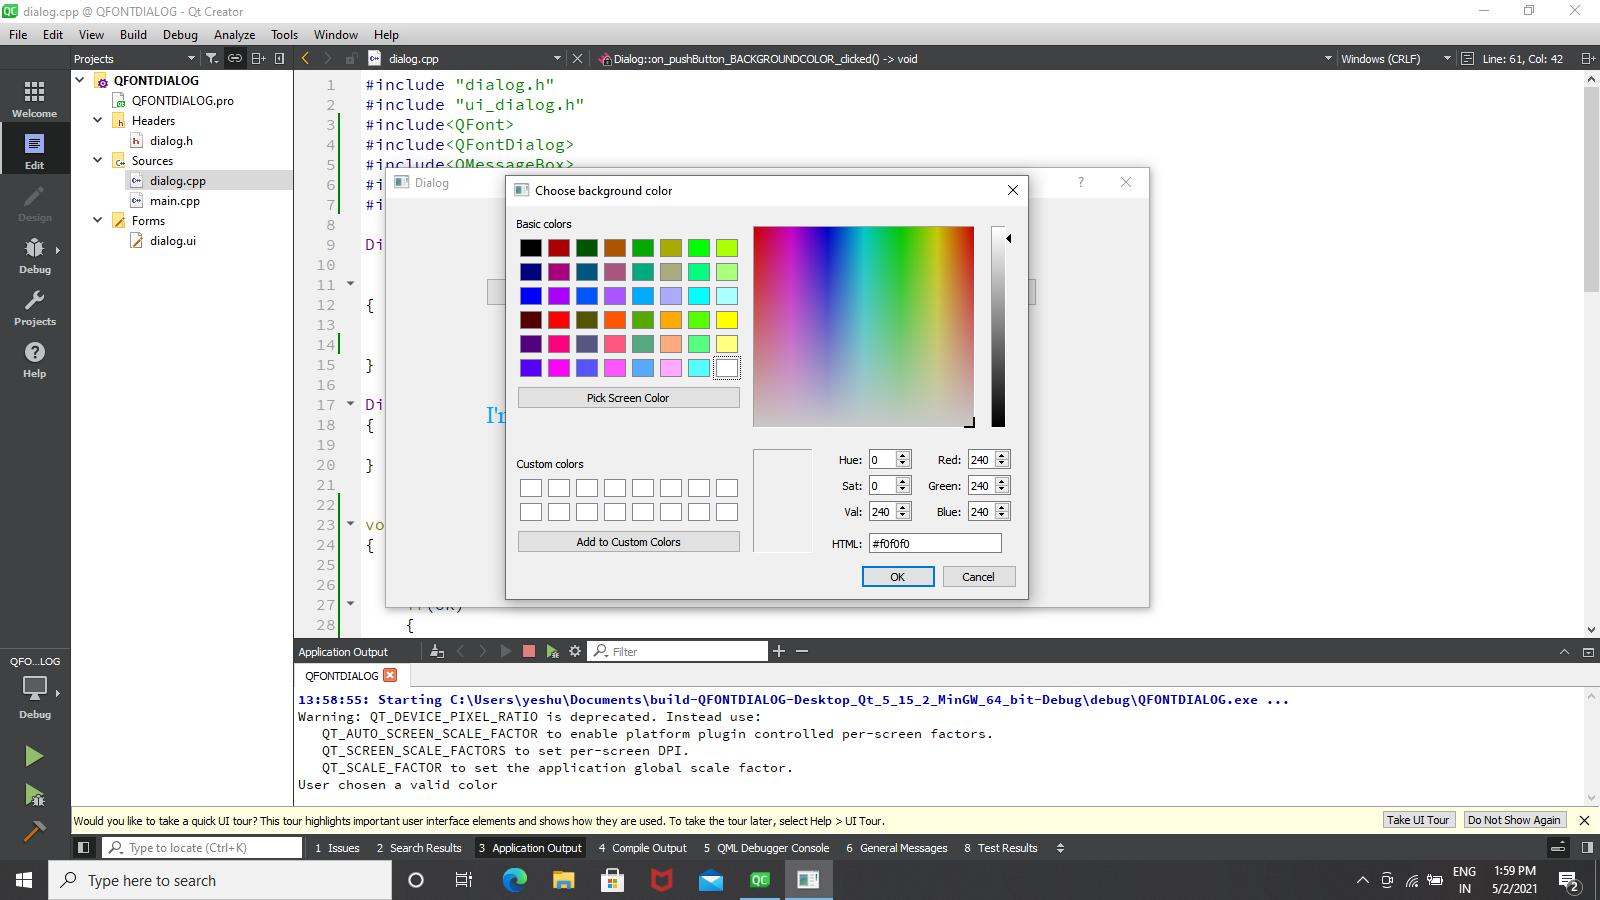 dialog.cpp @ QFONTDIALOG - Qt Creator
File Edit View Build Debug Analyze Tools Window Help
Projects
dialog.cpp
Dialog::on_pushButton_BACKGROUNDCOLOR_clicked() -> void
Windows (CRLF)
Line: 61, Col: 42
Welcome
Edit
Design
Debug
Projects
Help
QFO...LOG
Debug
QFONTDIALOG
QFONTDIALOG.pro
Headers
dialog.h
Sources
dialog.cpp
main.cpp
Forms
dialog.ui
1 #include "dialog.h"
2 #include "ui_dialog.h"
3 #include<QFont>
4 #include<QFontDialog>
5 #include<QMessageBox>
6 #i
7 #i
8
9 Di
10
11
12 {
13
14
15 }
16
17 Di
18 {
19
20 }
21
22
23 vo
24 {
25
26
27 if(ok)
28 {
Dialog
?
I'm
Choose background color
Basic colors
Pick Screen Color
Custom colors
Add to Custom Colors
Hue: 0 Red: 240
Sat: 0 Green: 240
Val: 240 Blue: 240
HTML: #f0f0f0
OK Cancel
Application Output
Filter
QFONTDIALOG
13:58:55: Starting C:\Users\yeshu\Documents\build-QFONTDIALOG-Desktop_Qt_5_15_2_MinGW_64_bit-Debug\debug\QFONTDIALOG.exe ...
Warning: QT_DEVICE_PIXEL_RATIO is deprecated. Instead use:
QT_AUTO_SCREEN_SCALE_FACTOR to enable platform plugin controlled per-screen factors.
QT_SCREEN_SCALE_FACTORS to set per-screen DPI.
QT_SCALE_FACTOR to set the application global scale factor.
User chosen a valid color
Would you like to take a quick UI tour? This tour highlights important user interface elements and shows how they are used. To take the tour later, select Help > UI Tour.
Take UI Tour Do Not Show Again
Type to locate (Ctrl+K)
1 Issues 2 Search Results 3 Application Output 4 Compile Output 5 QML Debugger Console 6 General Messages 8 Test Results
Type here to search
ENG
IN
1:59 PM
5/2/2021
2